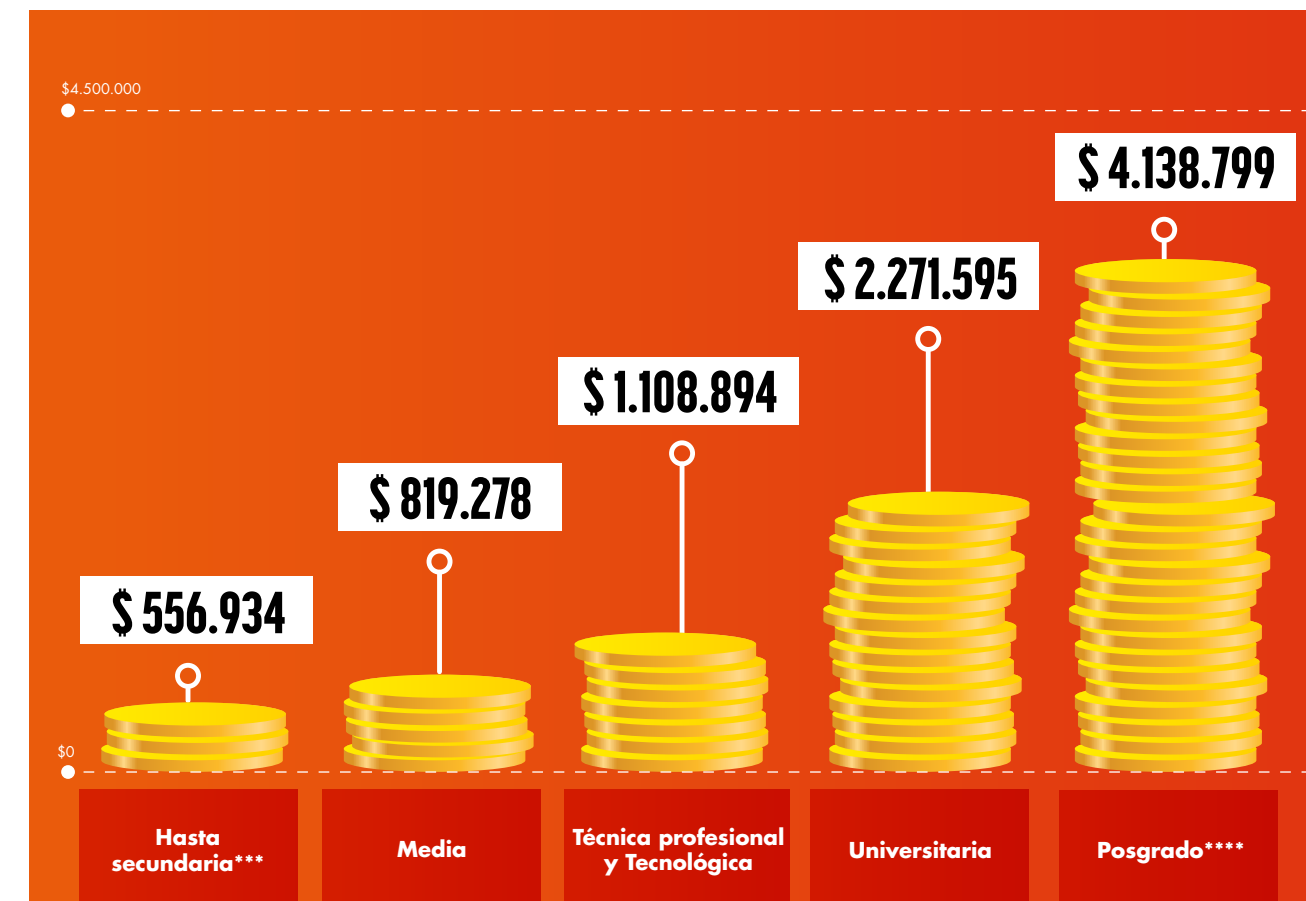 $4.500.000
$ 4.138.799
$ 2.271.595
$ 1.108.894
$ 819.278
$ 556.934
$0
Hasta
secundaria***
Media
Técnica profesional
y Tecnológica
Universitaria
Posgrado****